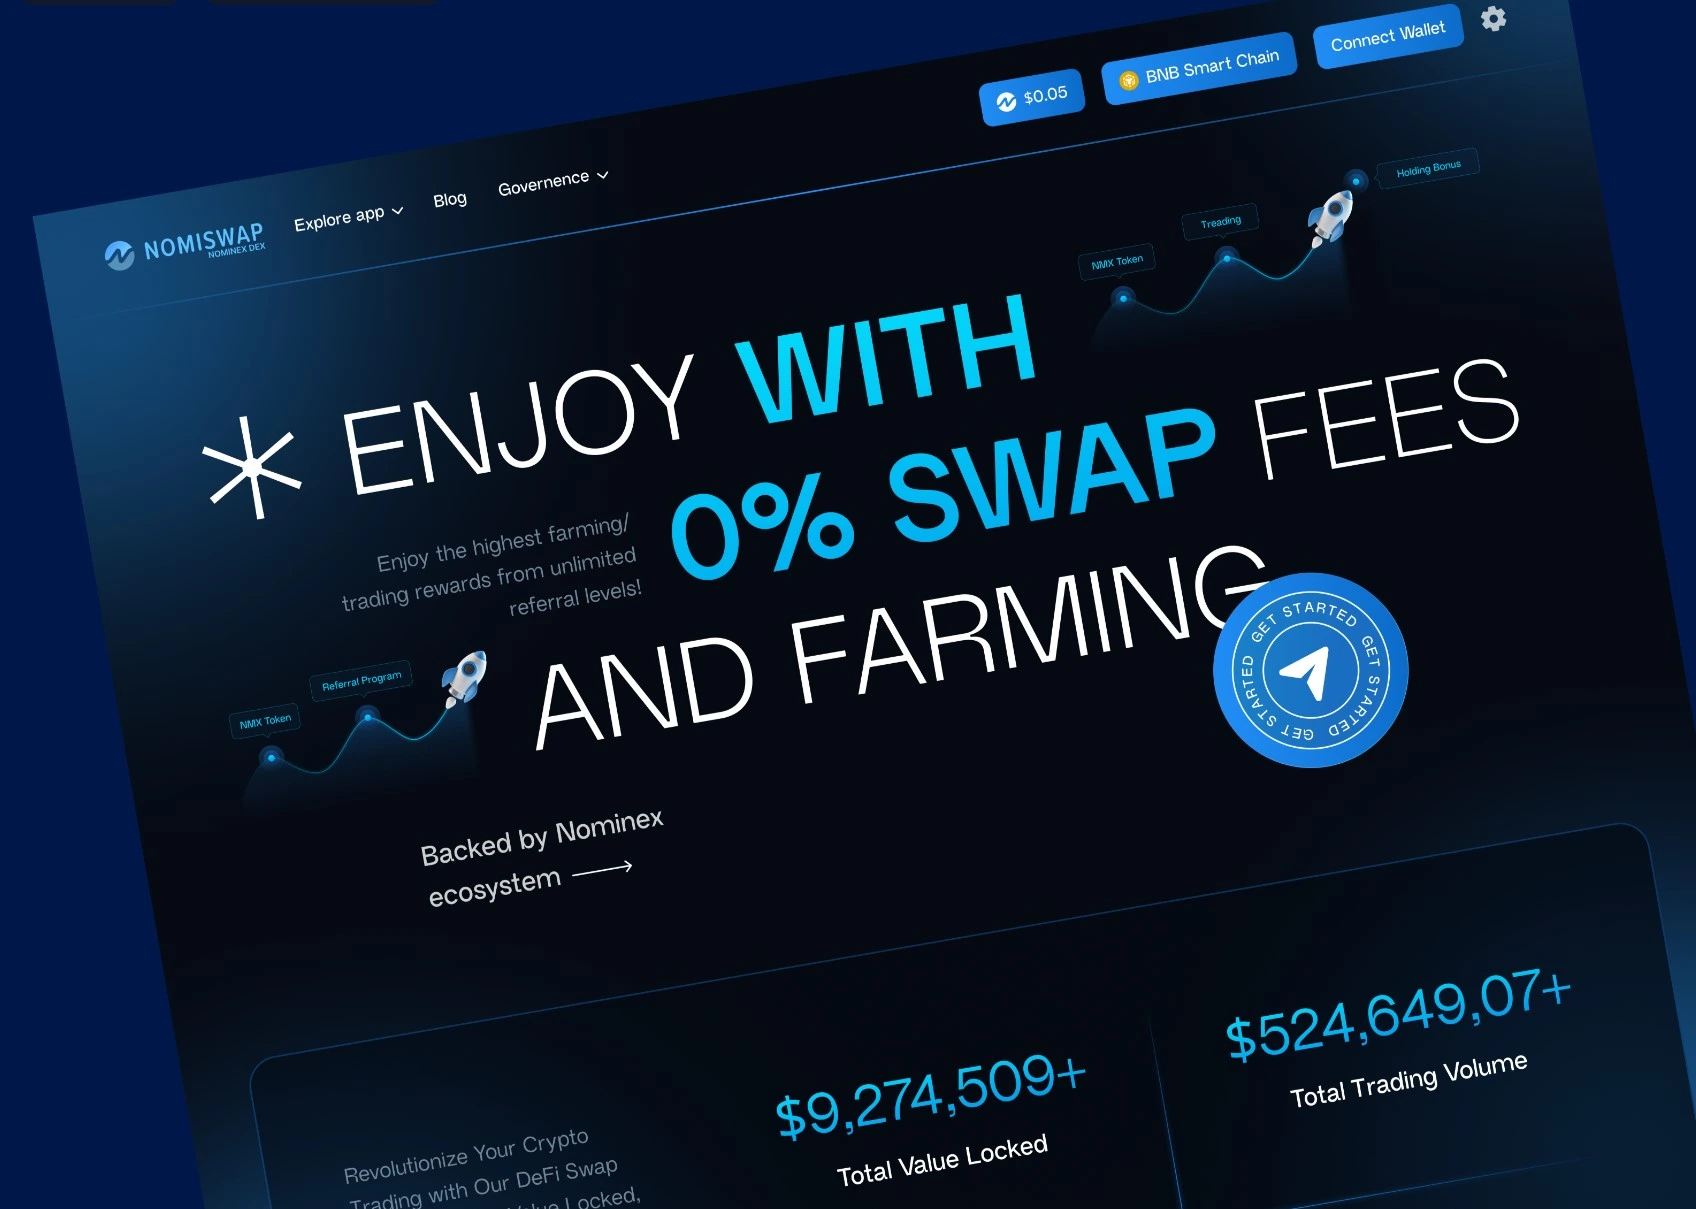 NOMISWAP
NOMINEX DEX
Explore app
Blog
Governence
$0.05
BNB Smart Chain
Connect Wallet
NMX Token
Treading
Holding Bonus
ENJOY WITH
0% SWAP FEES
AND FARMING
Enjoy the highest farming/
trading rewards from unlimited
referral levels!
GET STARTED GET STARTED GET STARTED
NMX Token
Referral Program
Backed by Nominex
ecosystem
$9,274,509+
Total Value Locked
$524,649,07+
Total Trading Volume
Revolutionize Your Crypto
Trading with Our DeFi Swap
Value Locked,